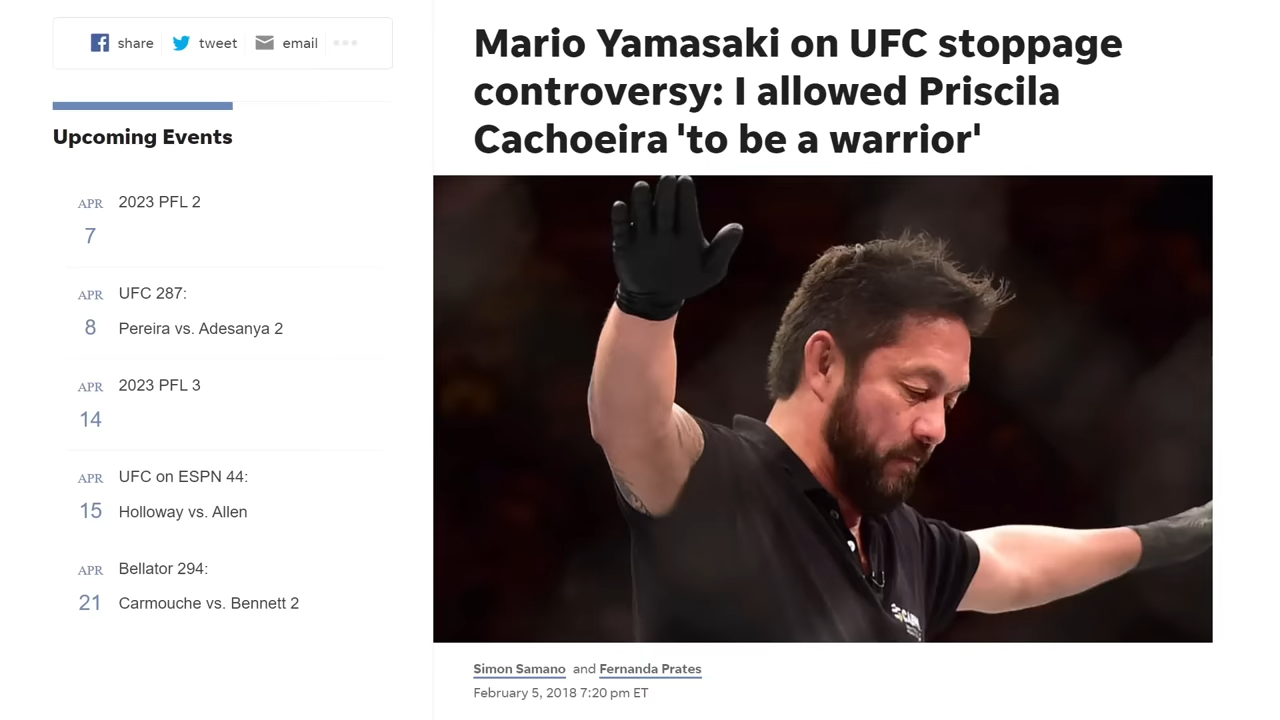 share tweet email
Upcoming Events
APR 2023 PFL 2
7
APR UFC 287:
8 Pereira vs. Adesanya 2
APR 2023 PFL 3
14
APR UFC on ESPN 44:
15 Holloway vs. Allen
APR Bellator 294:
21 Carmouche vs. Bennett 2
Mario Yamasaki on UFC stoppage
controversy: I allowed Priscila
Cachoeira 'to be a warrior'
Simon Samano and Fernanda Prates
February 5, 2018 7:20 pm ET